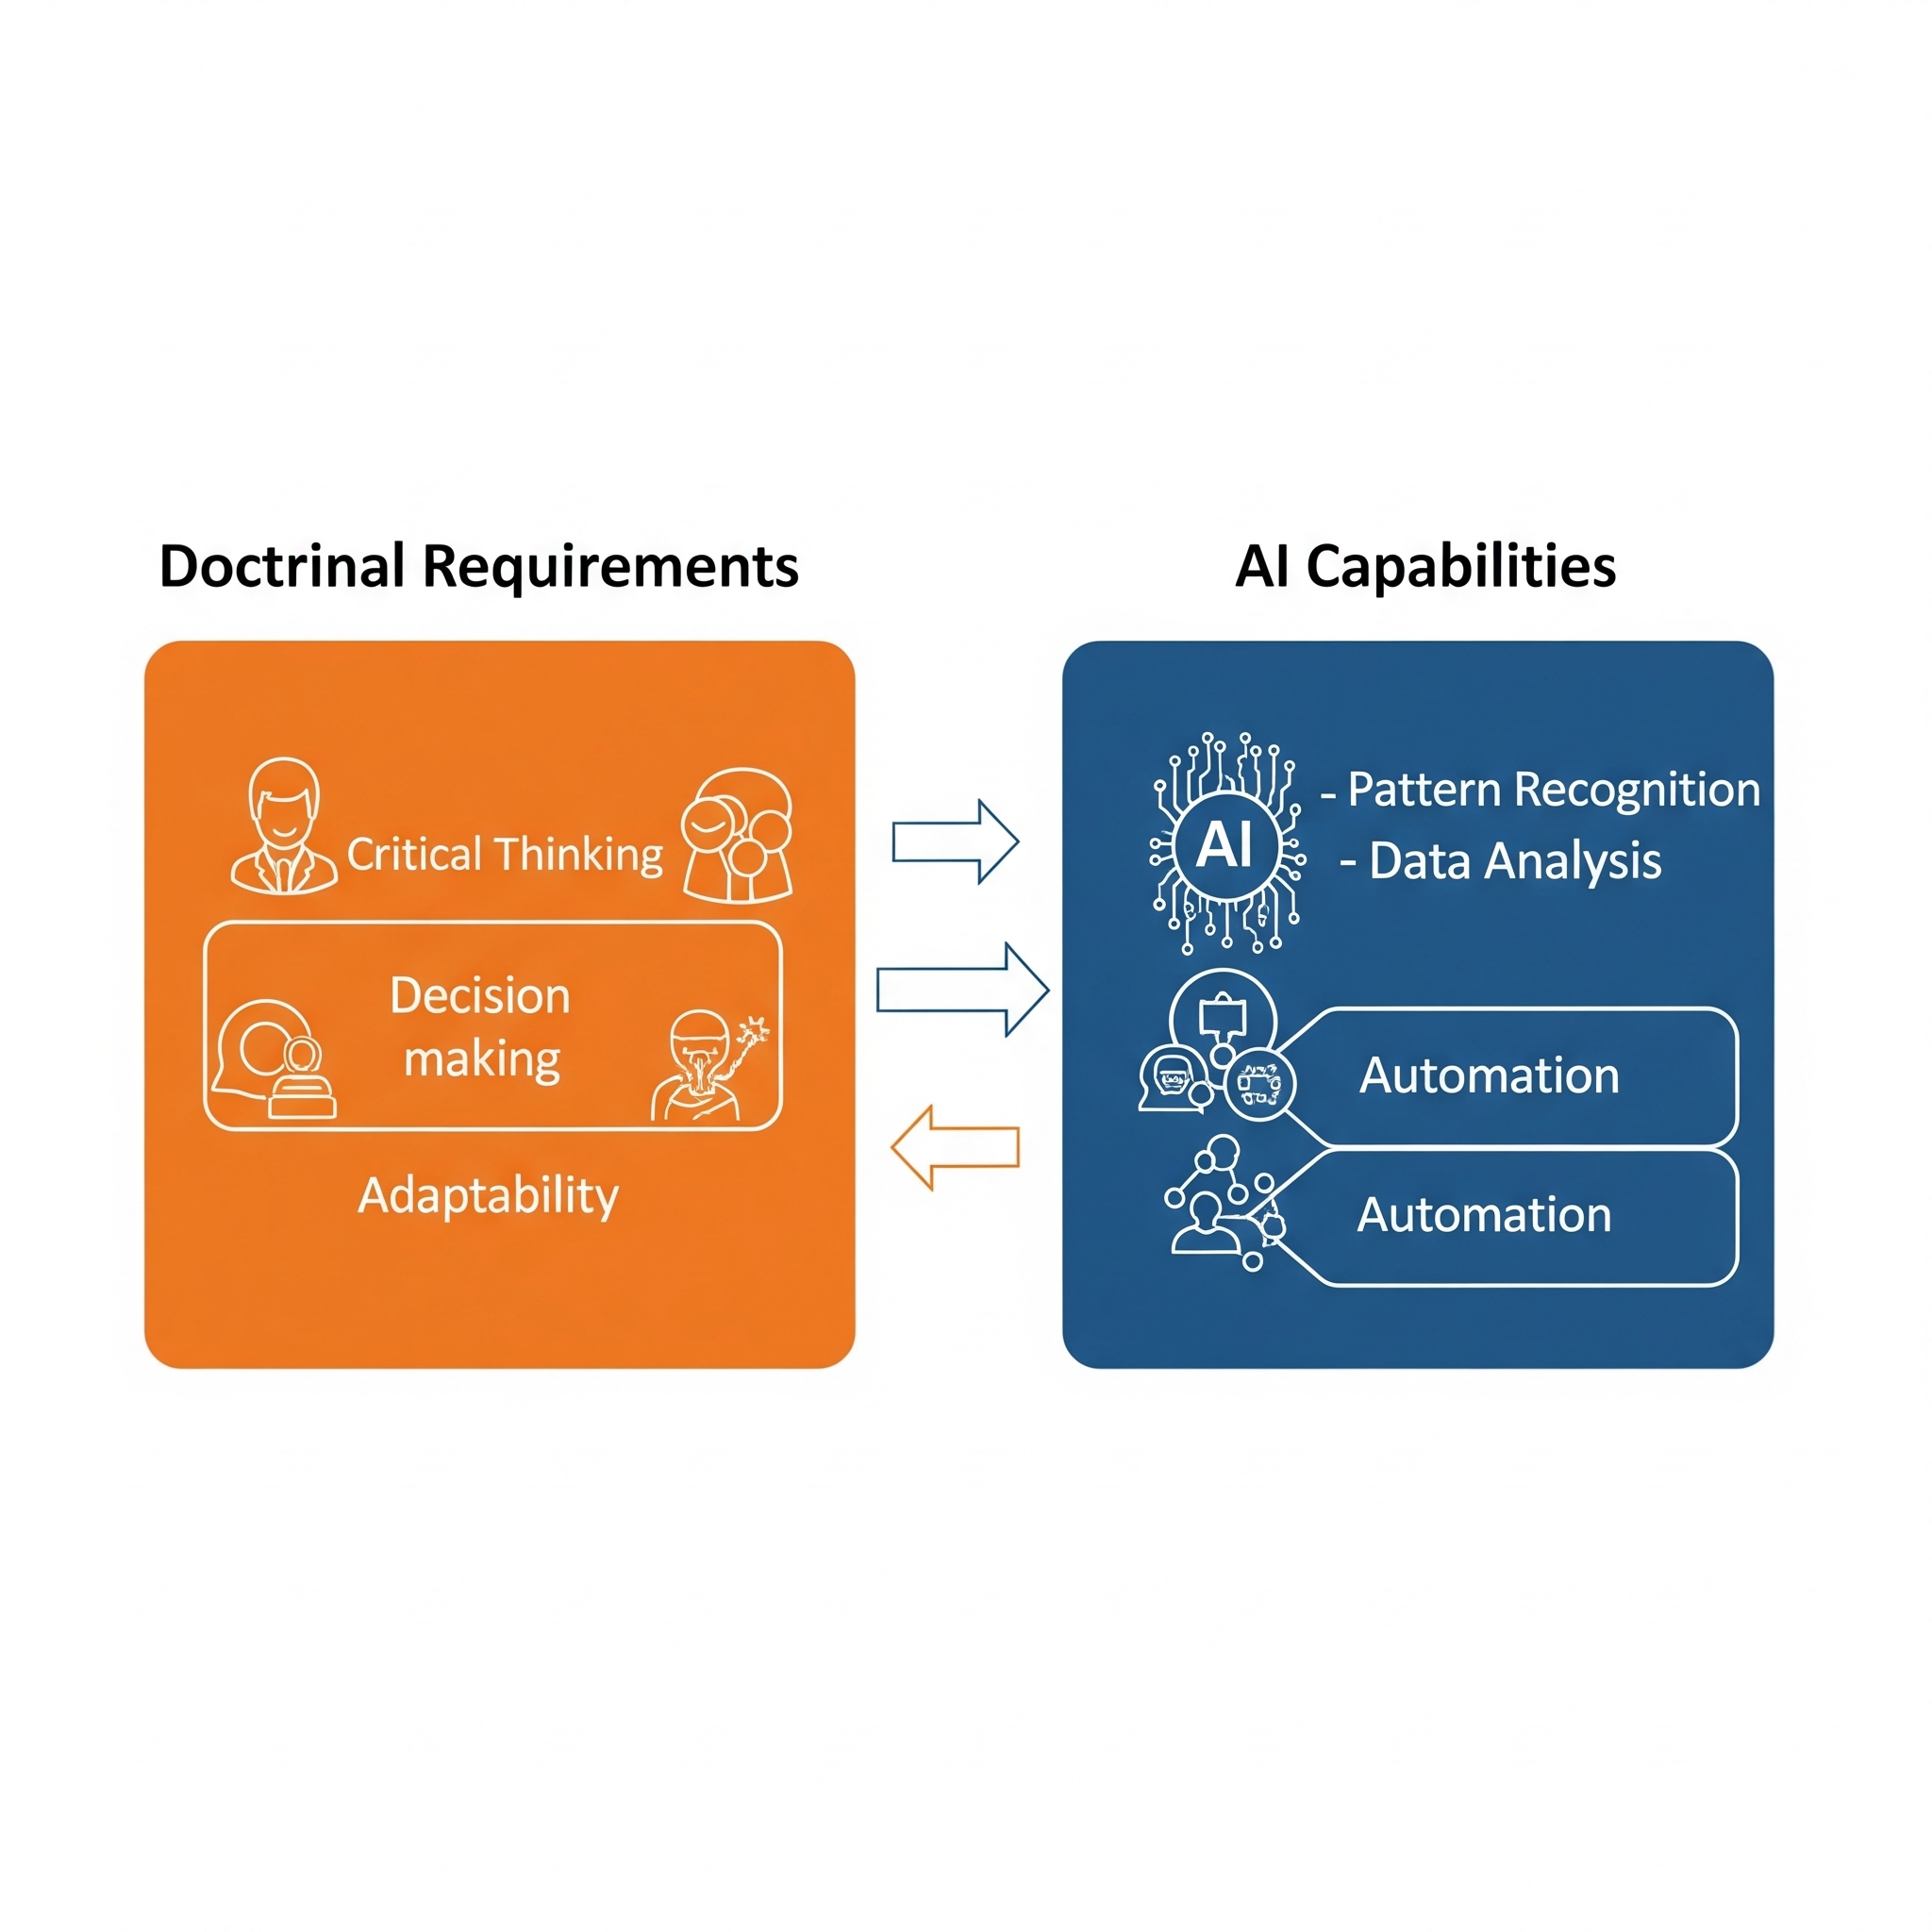 Doctrinal Requirements
AI Capabilities
Critical Thinking
Decision
making
Adaptability
AI
- Pattern Recognition
- Data Analysis
Automation
Automation